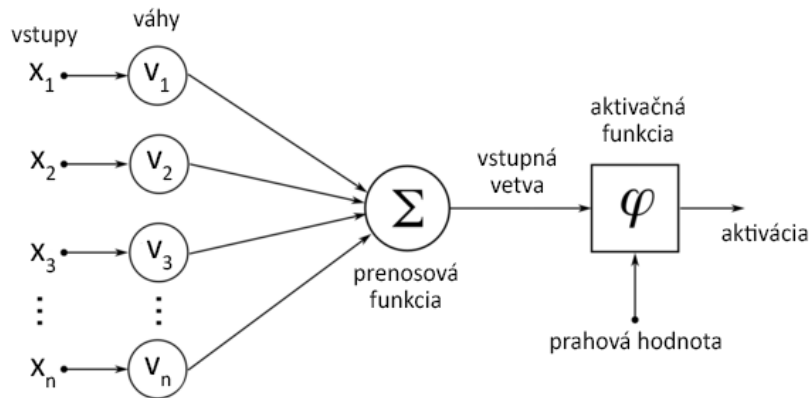 vstupy
váhy
x1
v1
x2
v2
x3
v3
⋮
⋮
xn
vn
Σ
prenosová
funkcia
vstupná
vetva
aktivačná
funkcia
φ
aktivácia
prahová hodnota